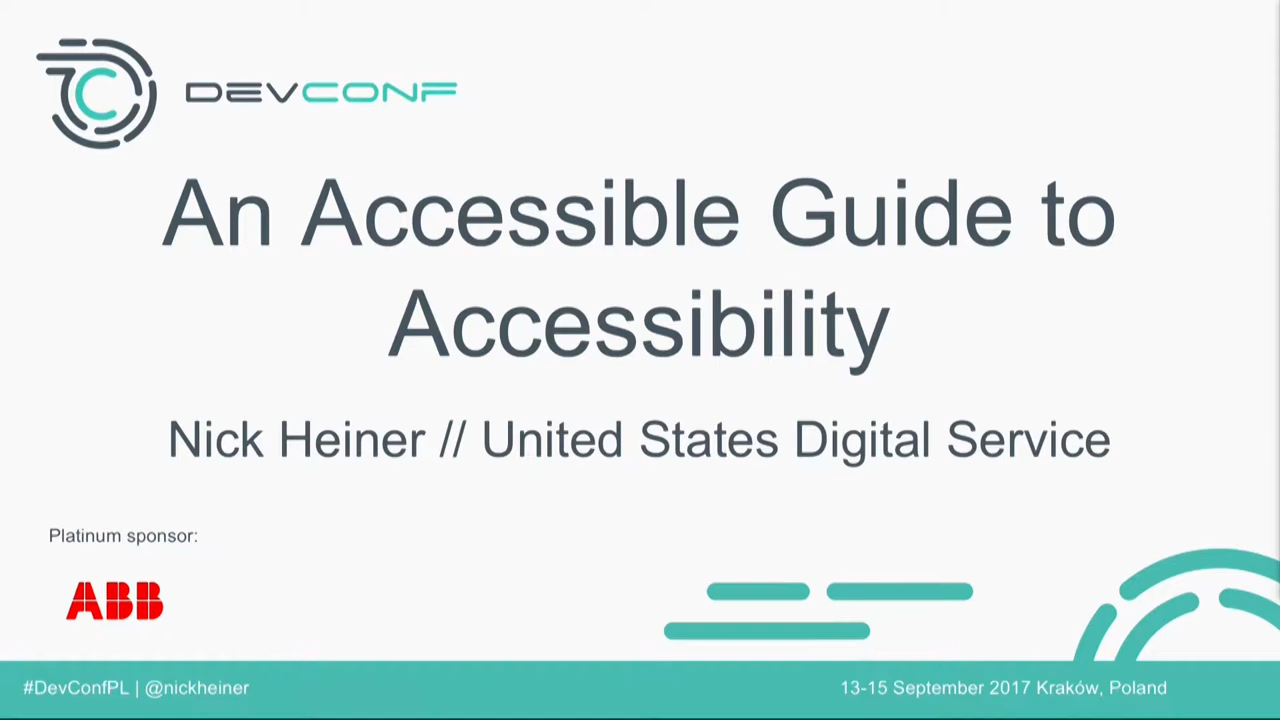 DEVCONF
An Accessible Guide to
Accessibility
Nick Heiner // United States Digital Service
Platinum sponsor:
ABB
#DevConfPL | @nickheiner
13-15 September 2017 Kraków, Poland